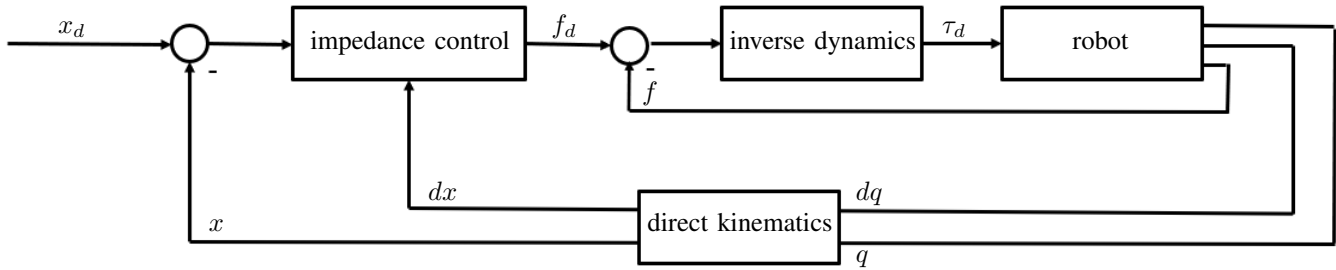 x_d
impedance control
f_d
inverse dynamics
τ_d
robot
-
-
f
dx
dq
x
direct kinematics
q